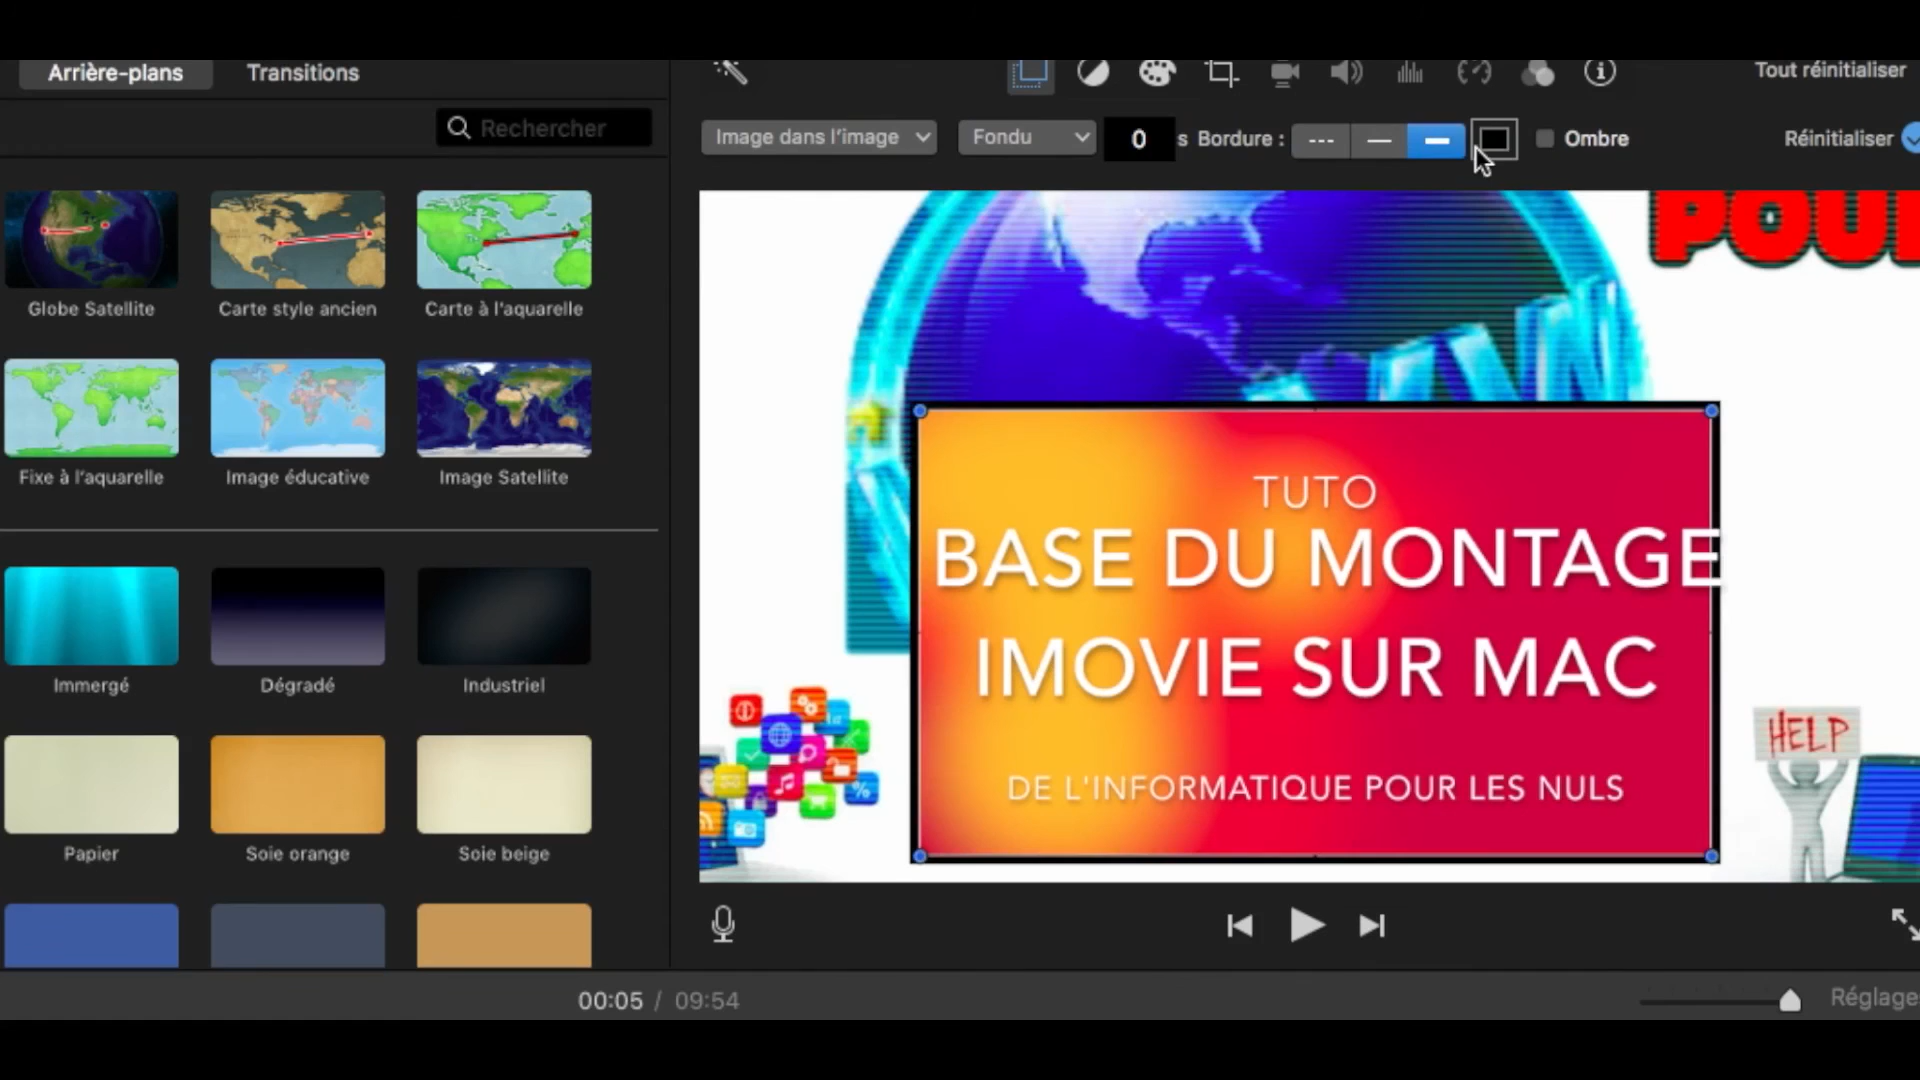 Arrière-plans
Transitions
Tout réinitialiser
Rechercher
Image dans l'image
Fondu
0 s
Bordure :
Ombre
Réinitialiser
Globe Satellite
Carte style ancien
Carte à l'aquarelle
Fixe à l'aquarelle
Image éducative
Image Satellite
Immergé
Dégradé
Industriel
Papier
Soie orange
Soie beige
POU
TUTO
BASE DU MONTAGE
IMOVIE SUR MAC
DE L'INFORMATIQUE POUR LES NULS
HELP
00:05 / 09:54
Réglages